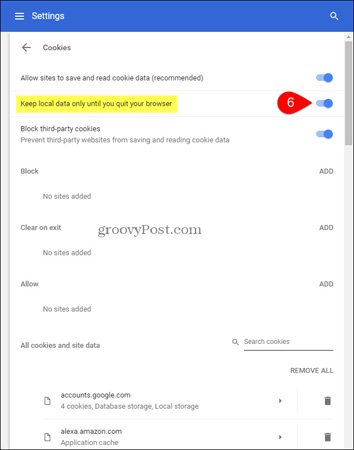 Settings
Cookies
Allow sites to save and read cookie data (recommended)
Keep local data only until you quit your browser
6
Block third-party cookies
Prevent third-party websites from saving and reading cookie data
Block ADD
No sites added
Clear on exit ADD
groovyPost.com
No sites added
Allow ADD
No sites added
All cookies and site data Search cookies
REMOVE ALL
accounts.google.com
4 cookies, Database storage, Local storage
alexa.amazon.com
Application cache